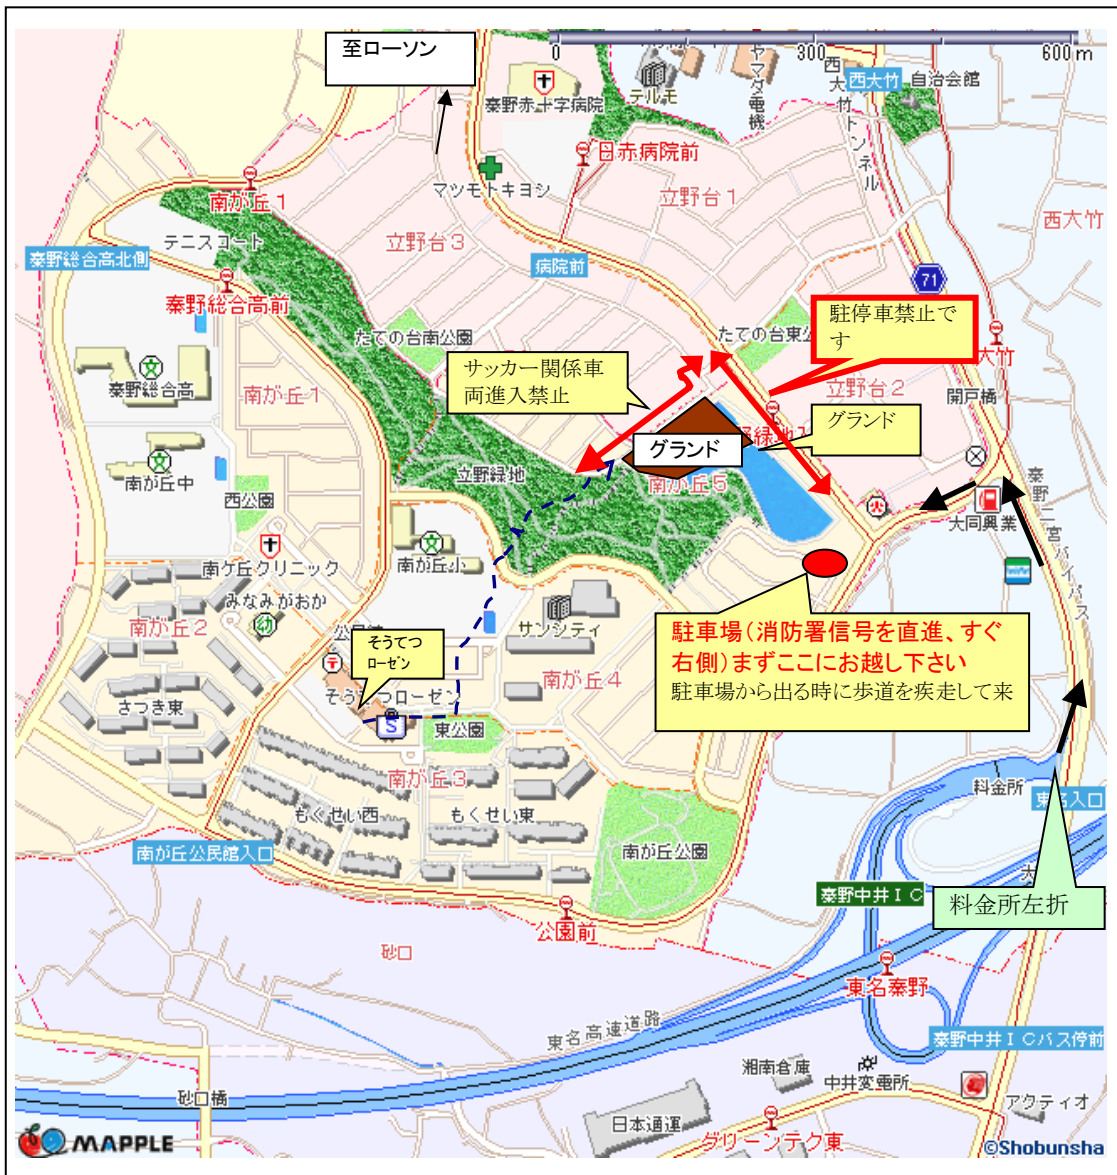 至ローソン
0
300
600m
テルモ
ヤマダ電機
西大竹
自治会館
西大竹トンネル
秦野赤十字病院
日赤病院前
マツモトキヨシ
南が丘1
テニスコート
立野台3
立野台1
西大竹
秦野総合高北側
病院前
71
秦野総合高前
たての台南公園
駐停車禁止で
す
サッカー関係車
両進入禁止
立野台2
開戸橋
秦野総合高
南が丘1
グランド
グランド
南が丘中
立野緑地
南が丘5
西公園
火
大同興業
秦野二宮バイパス
南ケ丘クリニック
南が丘小
みなみがおか
幼
サンシティ
南が丘2
そうてつ
ローゼン
駐車場（消防署信号を直進、すぐ
右側）まずここにお越し下さい
駐車場から出る時に歩道を疾走して来
さつき東
そうてつローゼン
S
南が丘4
東公園
南が丘3
料金所
もくせい西
もくせい東
南が丘公民館入口
南が丘公園
秦野中井IC
料金所左折
公園前
砂口
東名秦野
東名高速道路
秦野中井ICバス停前
湘南倉庫
中井変電所
砂口橋
アクティオ
日本通運
グリーンテク東
MAPPLE
©Shobunsha